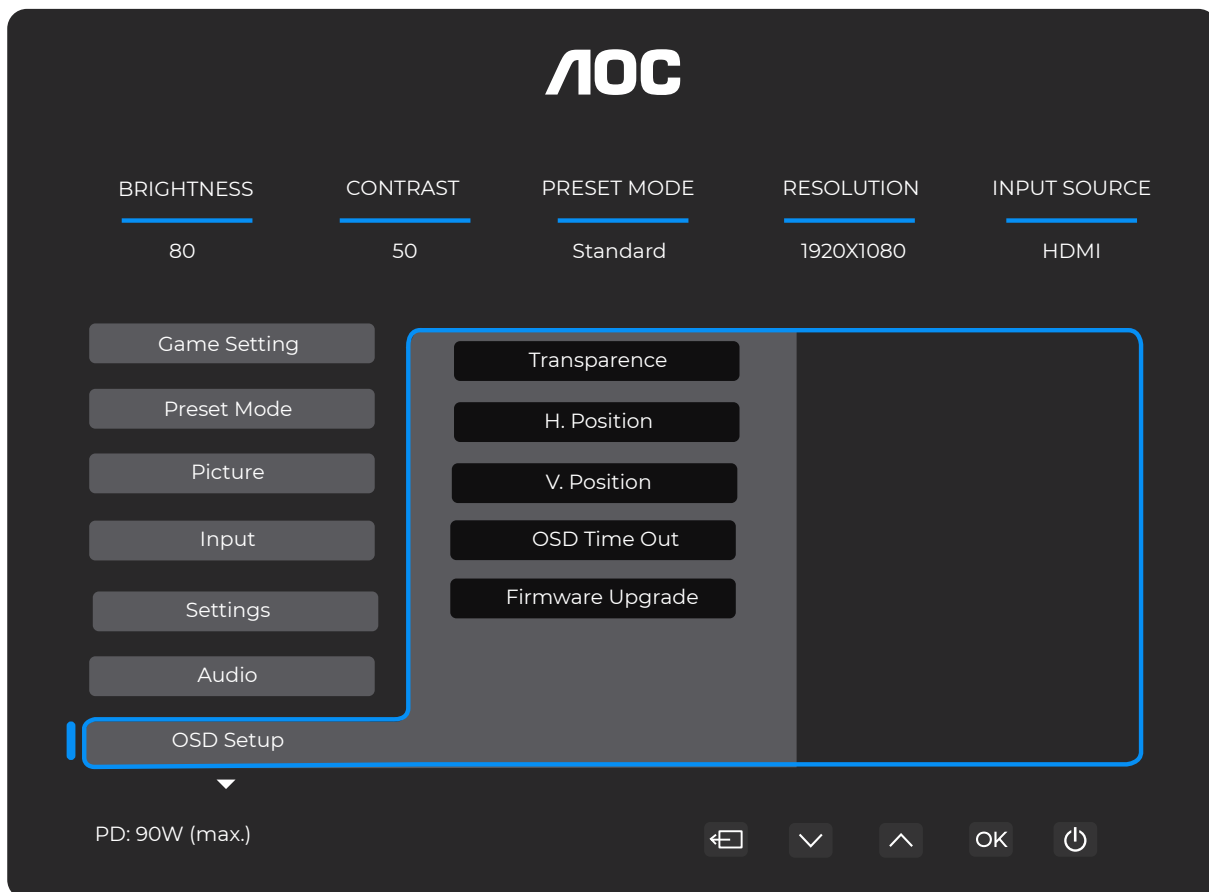 AOC
BRIGHTNESS CONTRAST PRESET MODE RESOLUTION INPUT SOURCE
80 50 Standard 1920X1080 HDMI
Game Setting
Preset Mode
Picture
Input
Settings
Audio
OSD Setup
Transparence
H. Position
V. Position
OSD Time Out
Firmware Upgrade
PD: 90W (max.)
OK